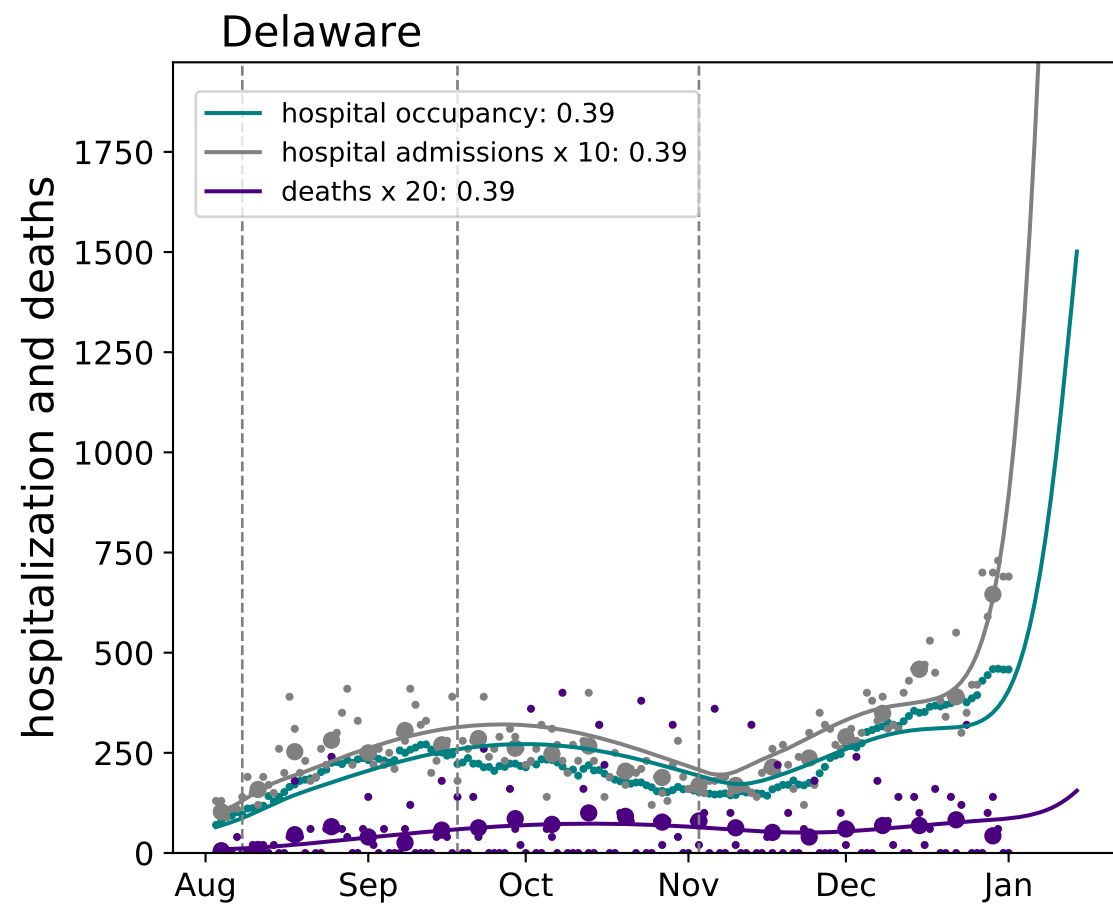 Delaware
hospital occupancy: 0.39
hospital admissions x 10: 0.39
deaths x 20: 0.39
hospitalization and deaths
1750
1500
1250
1000
750
500
250
0
Aug Sep Oct Nov Dec Jan